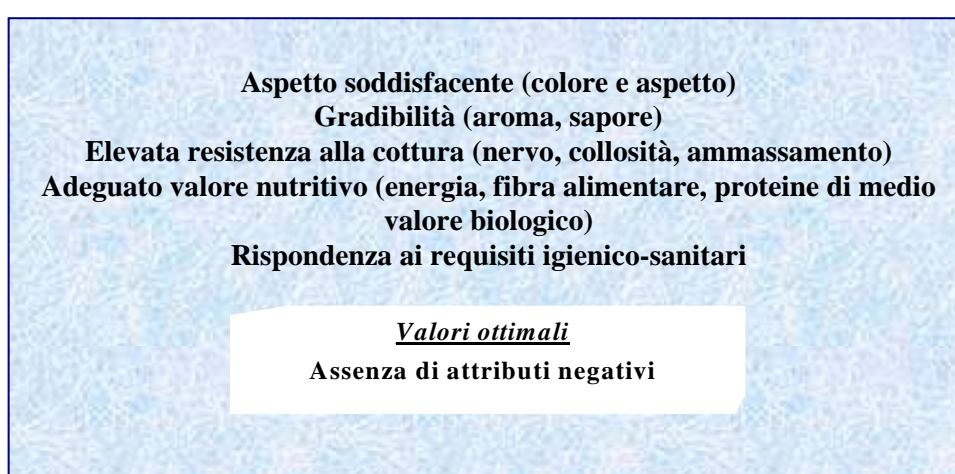 Aspetto soddisfacente (colore e aspetto)
Gradibilità (aroma, sapore)
Elevata resistenza alla cottura (nervo, collosità, ammassamento)
Adeguato valore nutritivo (energia, fibra alimentare, proteine di medio
valore biologico)
Rispondenza ai requisiti igienico-sanitari
Valori ottimali
Assenza di attributi negativi